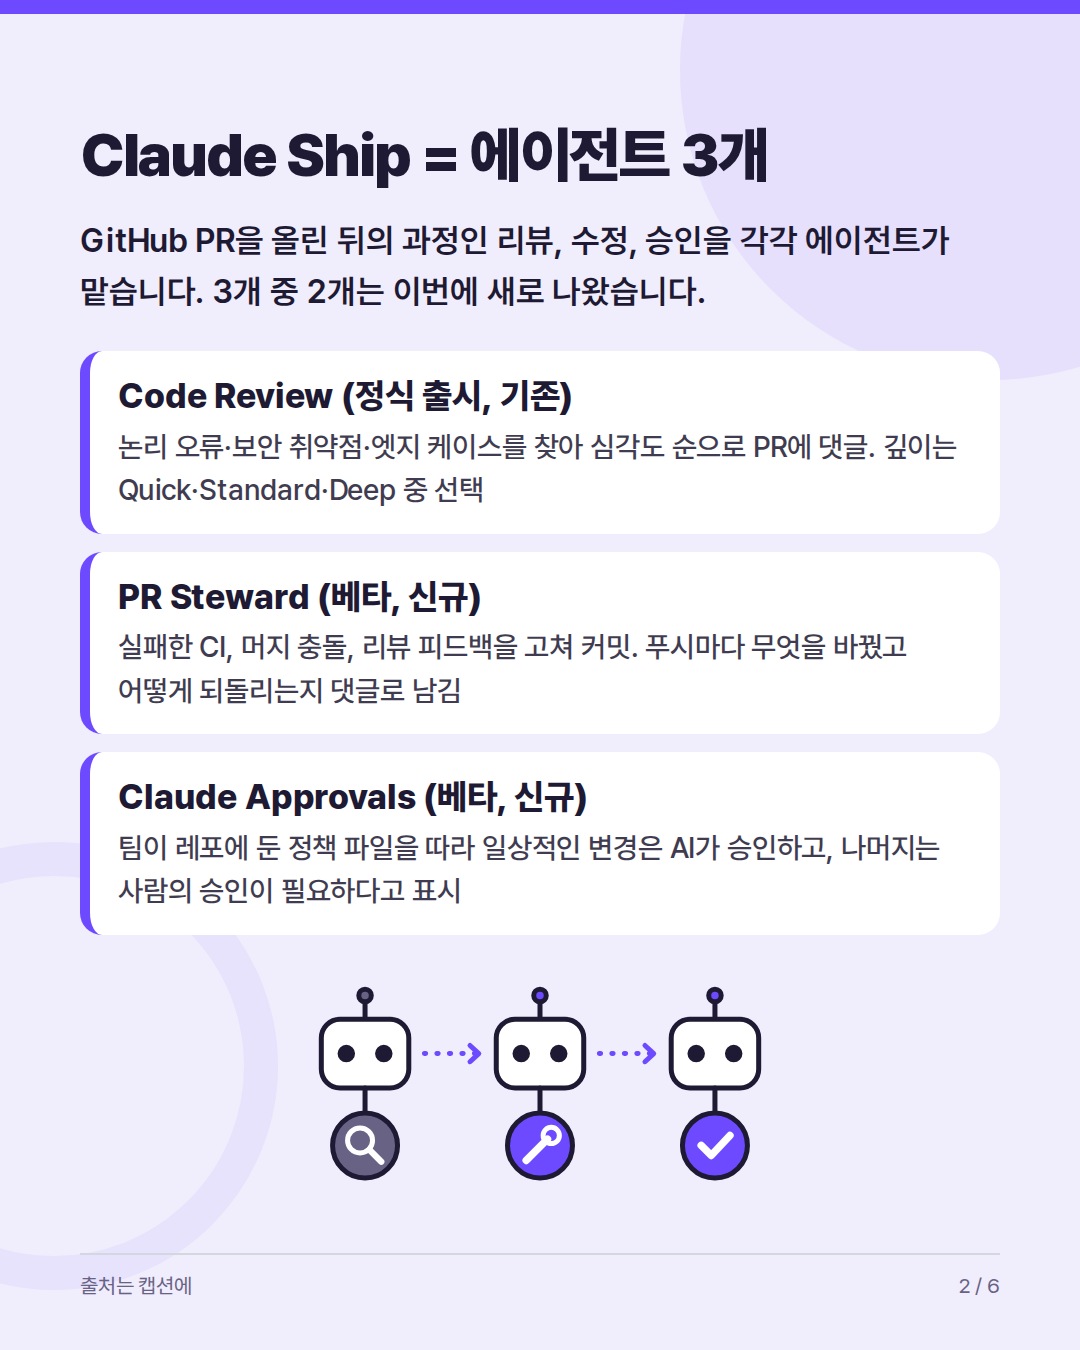 Claude Ship = 에이전트 3개
GitHub PR을 올린 뒤의 과정인 리뷰, 수정, 승인을 각각 에이전트가
맡습니다. 3개 중 2개는 이번에 새로 나왔습니다.
Code Review (정식 출시, 기존)
논리 오류·보안 취약점·엣지 케이스를 찾아 심각도 순으로 PR에 댓글. 깊이는
Quick·Standard·Deep 중 선택
PR Steward (베타, 신규)
실패한 CI, 머지 충돌, 리뷰 피드백을 고쳐 커밋. 푸시마다 무엇을 바꿨고
어떻게 되돌리는지 댓글로 남김
Claude Approvals (베타, 신규)
팀이 레포에 둔 정책 파일을 따라 일상적인 변경은 AI가 승인하고, 나머지는
사람의 승인이 필요하다고 표시
출처는 캡션에
2 / 6